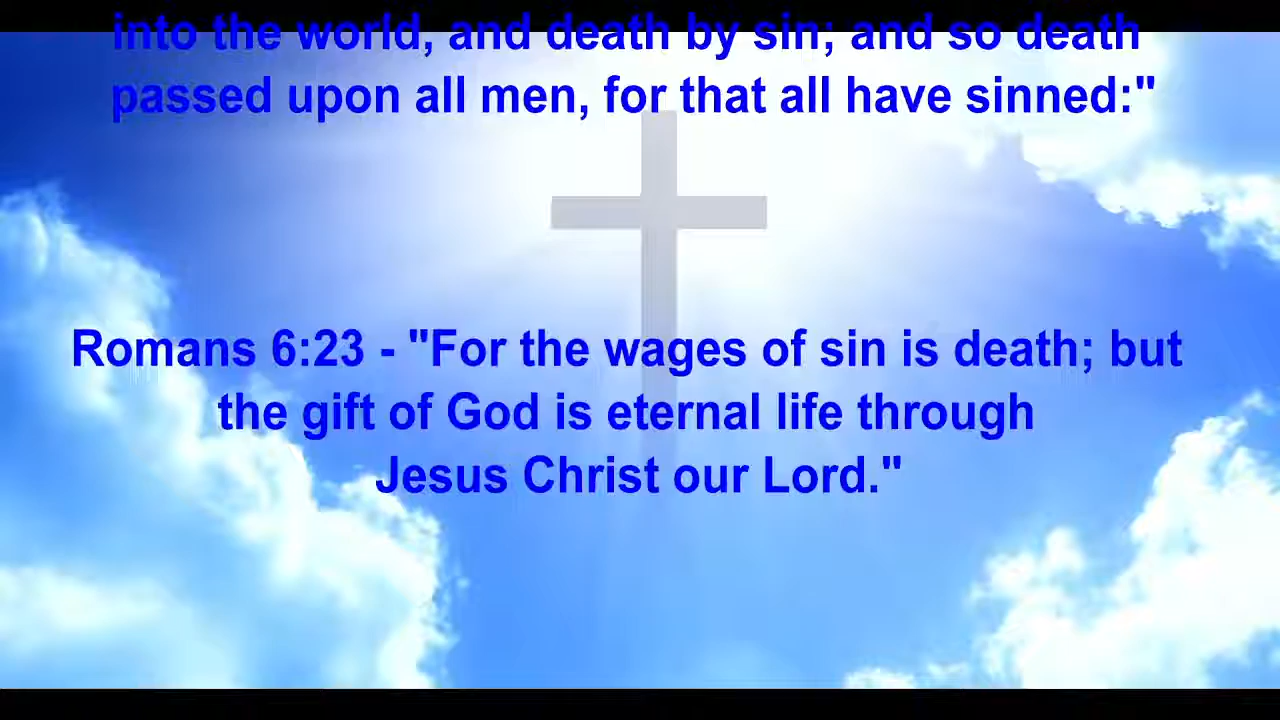 into the world, and death by sin; and so death
passed upon all men, for that all have sinned:"
Romans 6:23 - "For the wages of sin is death; but
the gift of God is eternal life through
Jesus Christ our Lord."